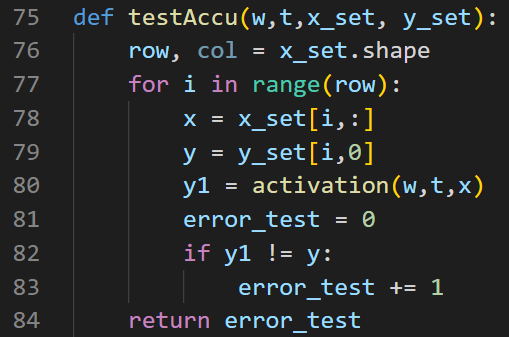 75 def testAccu(w,t,x_set, y_set):
76     row, col = x_set.shape
77     for i in range(row):
78         x = x_set[i,:]
79         y = y_set[i,0]
80         y1 = activation(w,t,x)
81         error_test = 0
82         if y1 != y:
83             error_test += 1
84     return error_test